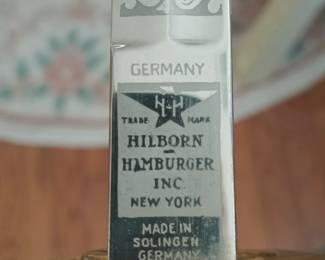 GERMANY
H H
TRADE MARK
HILBORN
-
HAMBURGER
INC.
NEW YORK
MADE IN
SOLINGEN
GERMANY